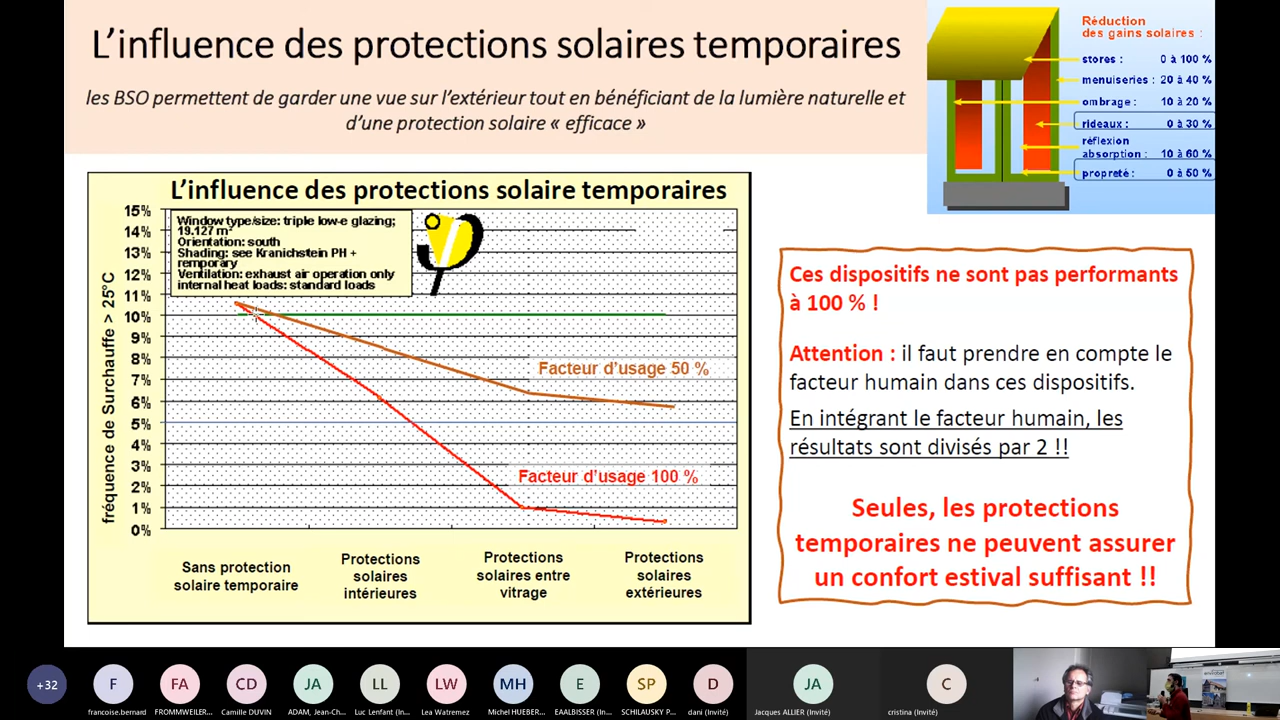 L'influence des protections solaires temporaires
les BSO permettent de garder une vue sur l'extérieur tout en bénéficiant de la lumière naturelle et
d'une protection solaire « efficace »
Réduction
des gains solaires :
stores : 0 à 100 %
menuiseries : 20 à 40 %
ombrage : 10 à 20 %
rideaux : 0 à 30 %
réflexion
absorption : 10 à 60 %
propreté : 0 à 50 %
L'influence des protections solaire temporaires
fréquence de Surchauffe > 25°C
15%
14%
13%
12%
11%
10%
9%
8%
7%
6%
5%
4%
3%
2%
1%
0%
Window type/size: triple low-e glazing;
19.127 m²
Orientation: south
Shading: see Kranichstein PH +
remporary
Ventilation: exhaust air operation only
internal heat loads: standard loads
Facteur d'usage 50 %
Facteur d'usage 100 %
Sans protection
solaire temporaire
Protections
solaires
intérieures
Protections
solaires entre
vitrage
Protections
solaires
extérieures
Ces dispositifs ne sont pas performants
à 100 % !
Attention : il faut prendre en compte le
facteur humain dans ces dispositifs.
En intégrant le facteur humain, les
résultats sont divisés par 2 !!
Seules, les protections
temporaires ne peuvent assurer
un confort estival suffisant !!
+32
F
francoise.bernard
FA
FROMMWEILER...
CD
Camille DUVIN
JA
ADAM, Jean-Ch...
LL
Luc Lenfant (In...
LW
Lea Watremez
MH
Michel HUEBER...
E
EAALBISSER (In...
SP
SCHILAUSKY P...
D
dani (Invité)
JA
Jacques ALLIER (Invité)
C
cristina (Invité)